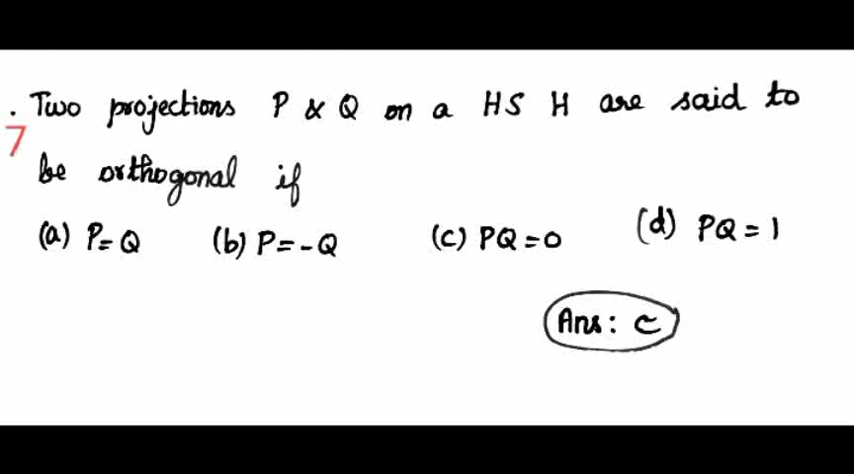 . Two projections P & Q on a HS H are said to
7
be orthogonal if
(a) P=Q (b) P=-Q (c) PQ=0 (d) PQ=1
Ans: c